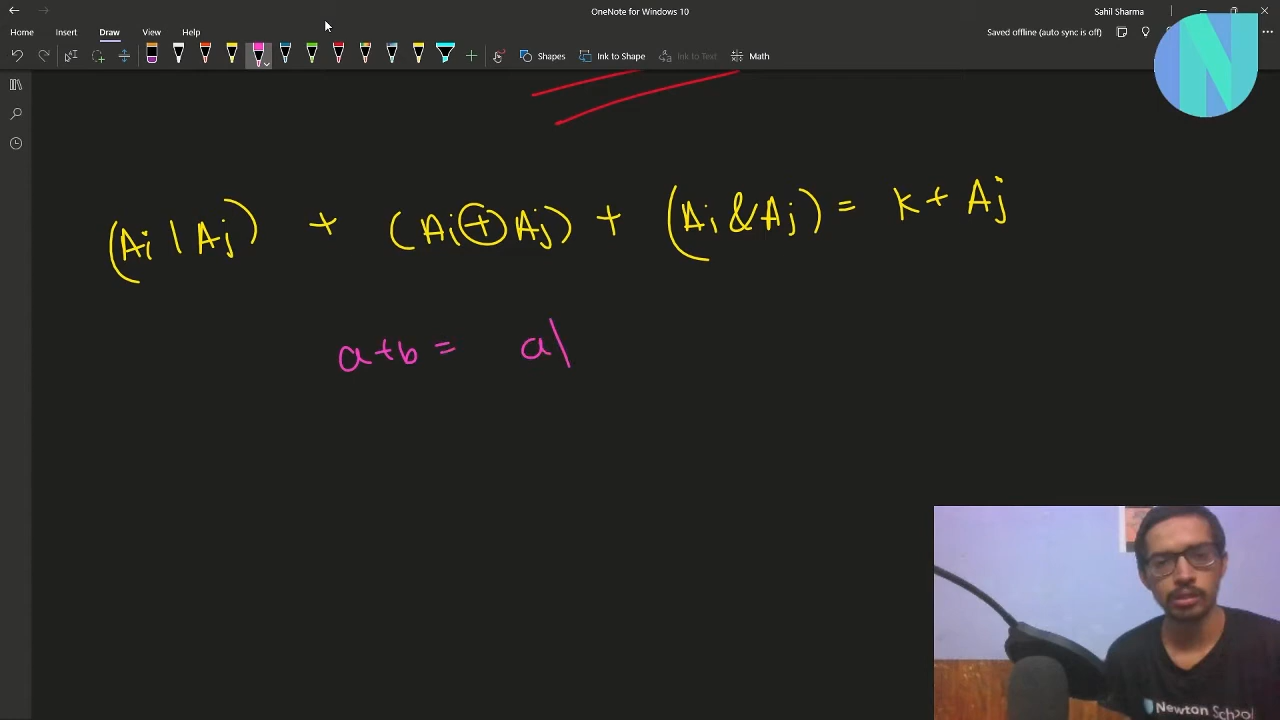 OneNote for Windows 10
Sahil Sharma
Home Insert Draw View Help
Saved offline (auto sync is off)
Shapes Ink to Shape Ink to Text Math
(Ai | Aj) + (Ai ⊕ Aj) + (Ai & Aj) = k + Aj
a + b = a |
N
Newton School